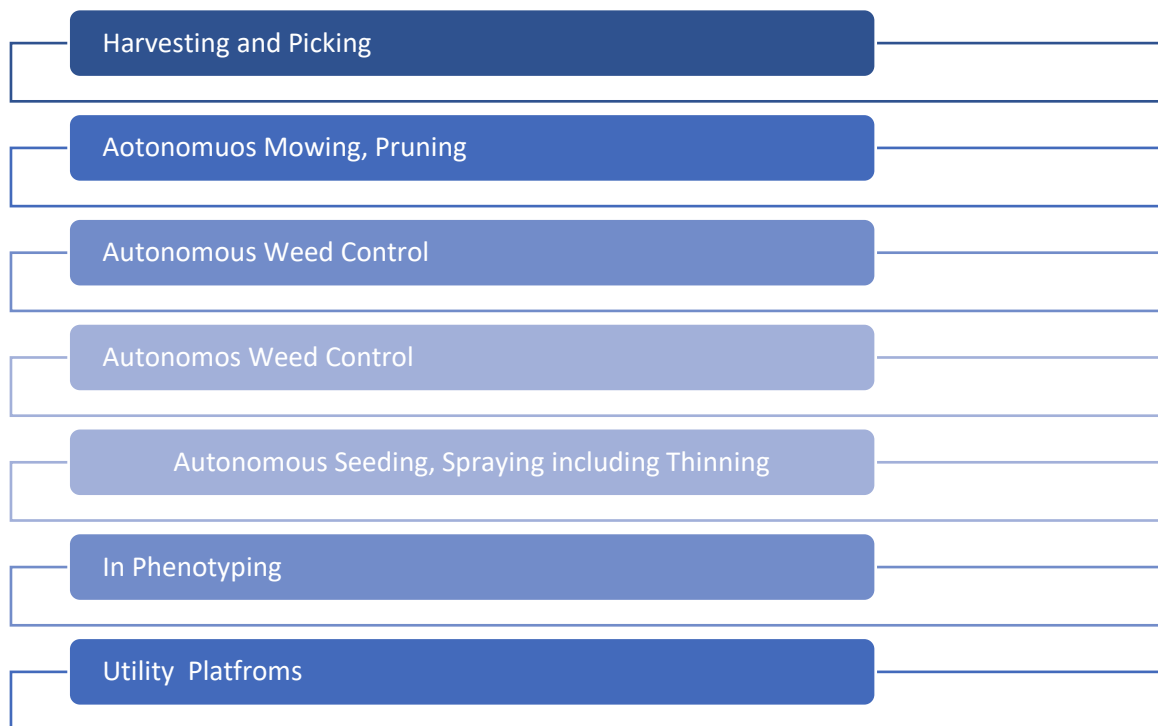 Harvesting and Picking
Aotonomuos Mowing, Pruning
Autonomous Weed Control
Autonomos Weed Control
Autonomous Seeding, Spraying including Thinning
In Phenotyping
Utility  Platfroms